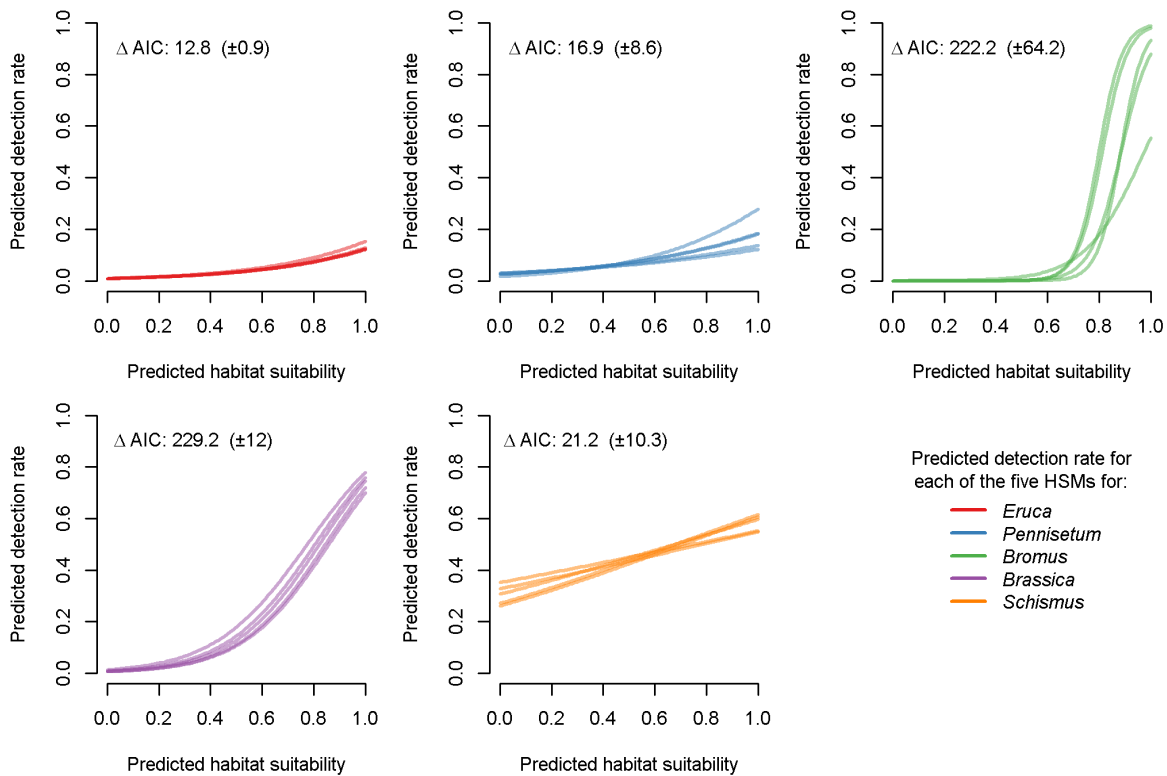 Δ AIC: 12.8 (±0.9)
Predicted detection rate
0.0 0.2 0.4 0.6 0.8 1.0
0.0 0.2 0.4 0.6 0.8 1.0
Predicted habitat suitability
Δ AIC: 16.9 (±8.6)
Predicted detection rate
0.0 0.2 0.4 0.6 0.8 1.0
0.0 0.2 0.4 0.6 0.8 1.0
Predicted habitat suitability
Δ AIC: 222.2 (±64.2)
Predicted detection rate
0.0 0.2 0.4 0.6 0.8 1.0
0.0 0.2 0.4 0.6 0.8 1.0
Predicted habitat suitability
Δ AIC: 229.2 (±12)
Predicted detection rate
0.0 0.2 0.4 0.6 0.8 1.0
0.0 0.2 0.4 0.6 0.8 1.0
Predicted habitat suitability
Δ AIC: 21.2 (±10.3)
Predicted detection rate
0.0 0.2 0.4 0.6 0.8 1.0
0.0 0.2 0.4 0.6 0.8 1.0
Predicted habitat suitability
Predicted detection rate for
each of the five HSMs for:
Eruca
Pennisetum
Bromus
Brassica
Schismus